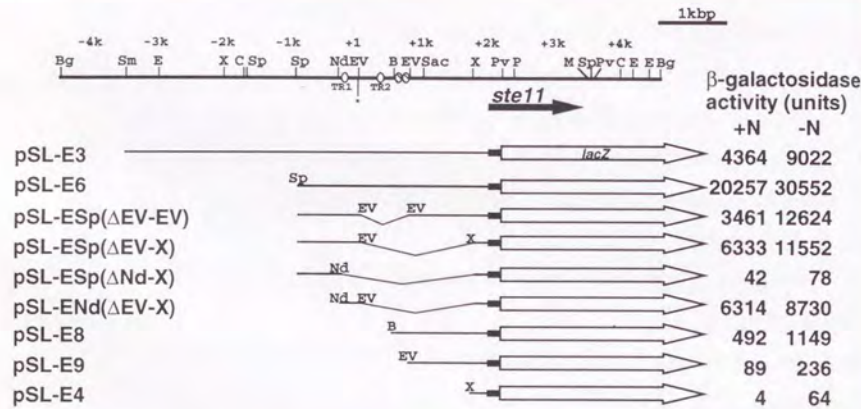 1kbp
-4k -3k -2k -1k +1 +2k +3k +4k
Bg Sm E X C Sp Sp Nd EV B EV Sac +1k X Pv P M Sp Pv C E E Bg
TR1 TR2
*
ste11
β-galactosidase
activity (units)
+N -N
pSL-E3 lacZ 4364 9022
pSL-E6 Sp 20257 30552
pSL-ESp(ΔEV-EV) EV EV 3461 12624
pSL-ESp(ΔEV-X) EV X 6333 11552
pSL-ESp(ΔNd-X) Nd 42 78
pSL-ENd(ΔEV-X) Nd EV 6314 8730
pSL-E8 B 492 1149
pSL-E9 EV 89 236
pSL-E4 X 4 64